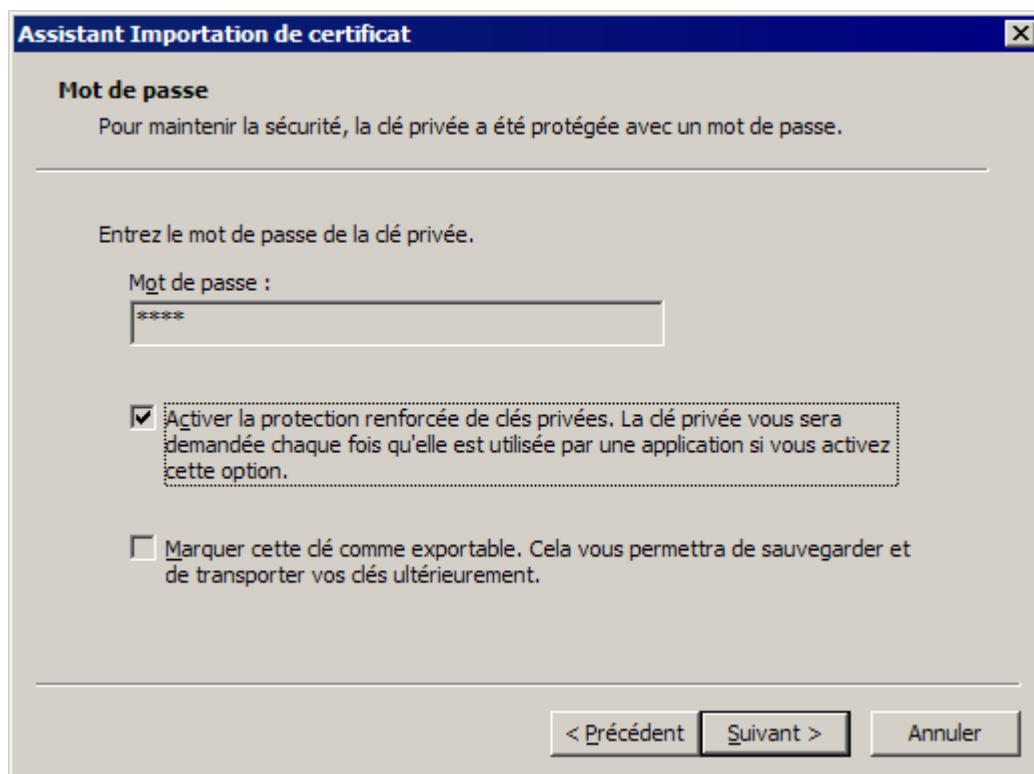 Assistant Importation de certificat
Mot de passe
Pour maintenir la sécurité, la clé privée a été protégée avec un mot de passe.
Entrez le mot de passe de la clé privée.
Mot de passe :
****
Activer la protection renforcée de clés privées. La clé privée vous sera
demandée chaque fois qu'elle est utilisée par une application si vous activez
cette option.
Marquer cette clé comme exportable. Cela vous permettra de sauvegarder et
de transporter vos clés ultérieurement.
< Précédent Suivant > Annuler